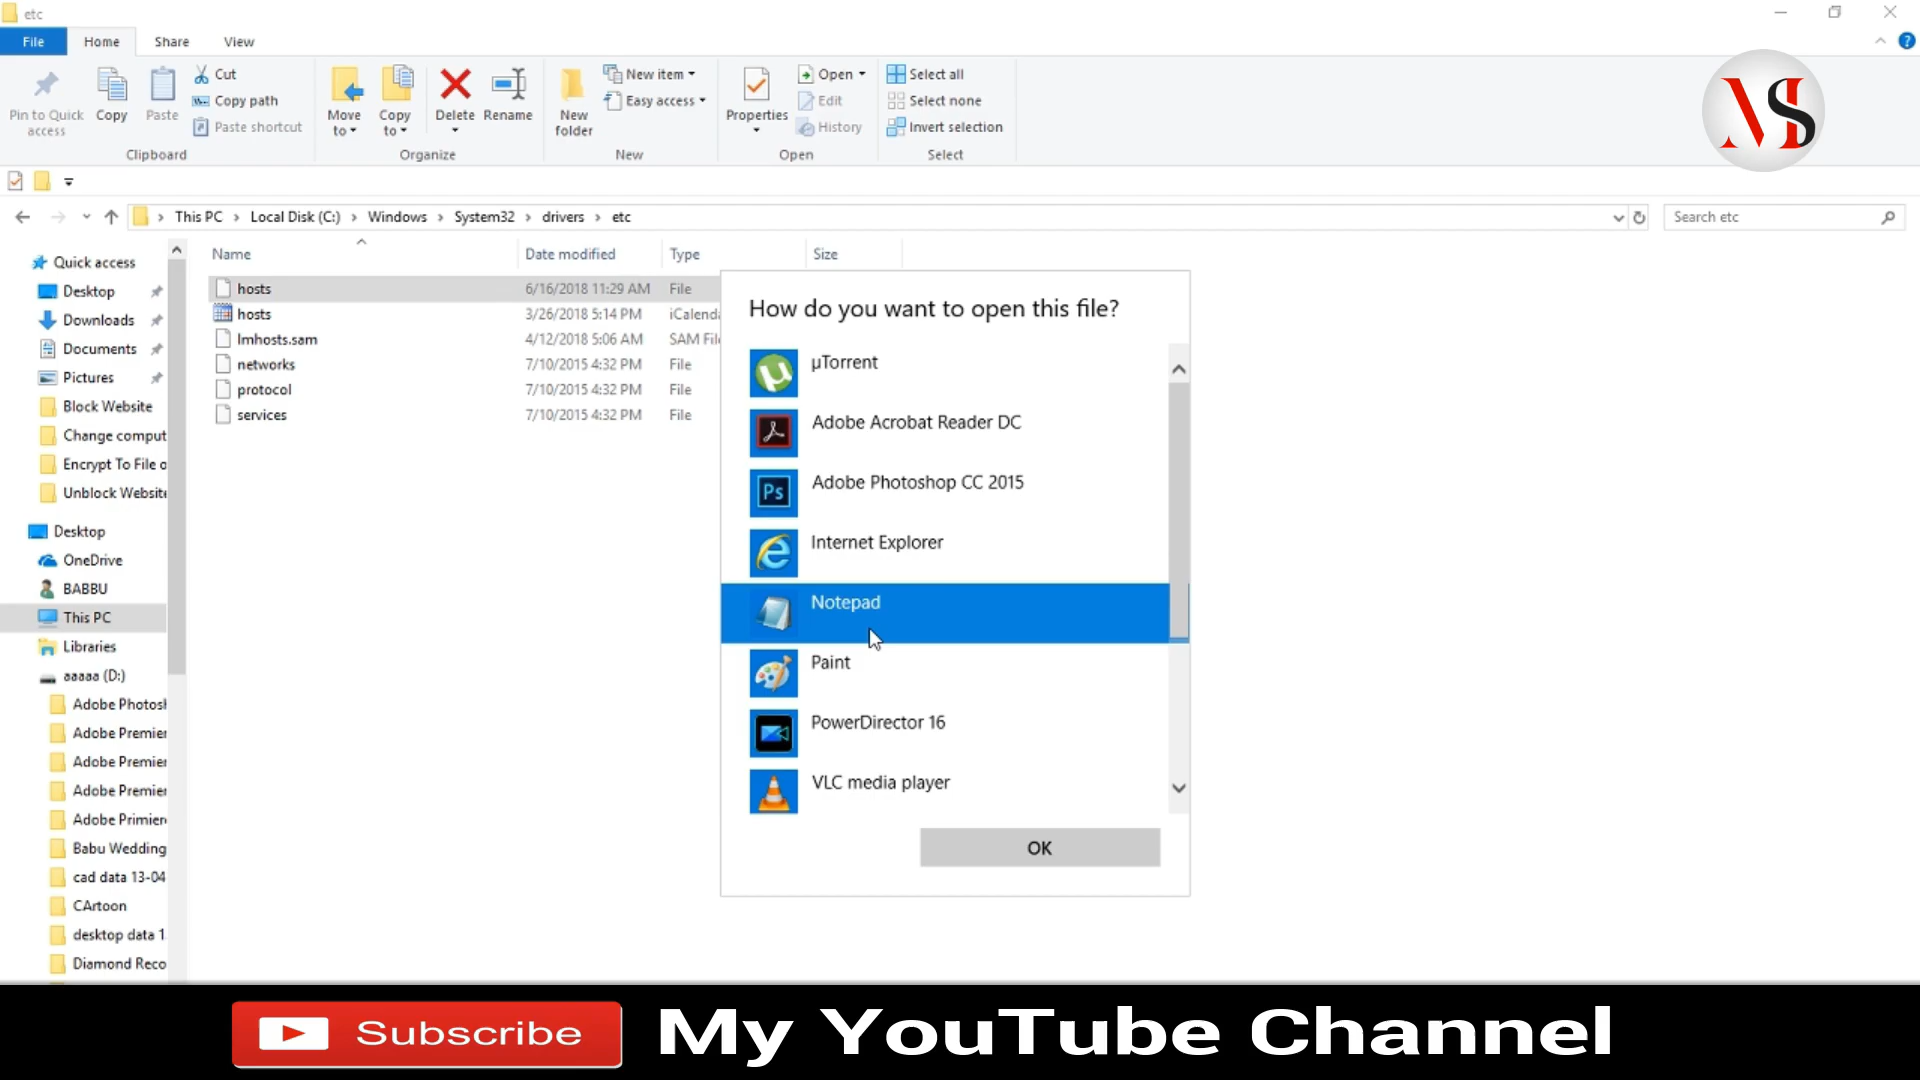 etc
File
Home
Share
View
Pin to Quick access
Copy
Paste
Cut
Copy path
Paste shortcut
Clipboard
Move to
Copy to
Delete
Rename
Organize
New folder
New item
Easy access
New
Properties
Open
Edit
History
Open
Select all
Select none
Invert selection
Select
MS
This PC > Local Disk (C:) > Windows > System32 > drivers > etc
Search etc
Quick access
Desktop
Downloads
Documents
Pictures
Block Website
Change comput
Encrypt To File o
Unblock Website
Desktop
OneDrive
BABBU
This PC
Libraries
aaaaa (D:)
Adobe Photosh
Adobe Premier
Adobe Premier
Adobe Premier
Adobe Primier
Babu Wedding
cad data 13-04
CArtoon
desktop data 1
Diamond Reco
Name Date modified Type Size
hosts 6/16/2018 11:29 AM File
hosts 3/26/2018 5:14 PM iCalenda
lmhosts.sam 4/12/2018 5:06 AM SAM File
networks 7/10/2015 4:32 PM File
protocol 7/10/2015 4:32 PM File
services 7/10/2015 4:32 PM File
How do you want to open this file?
µTorrent
Adobe Acrobat Reader DC
Ps
Adobe Photoshop CC 2015
Internet Explorer
Notepad
Paint
PowerDirector 16
VLC media player
OK
Subscribe
My YouTube Channel